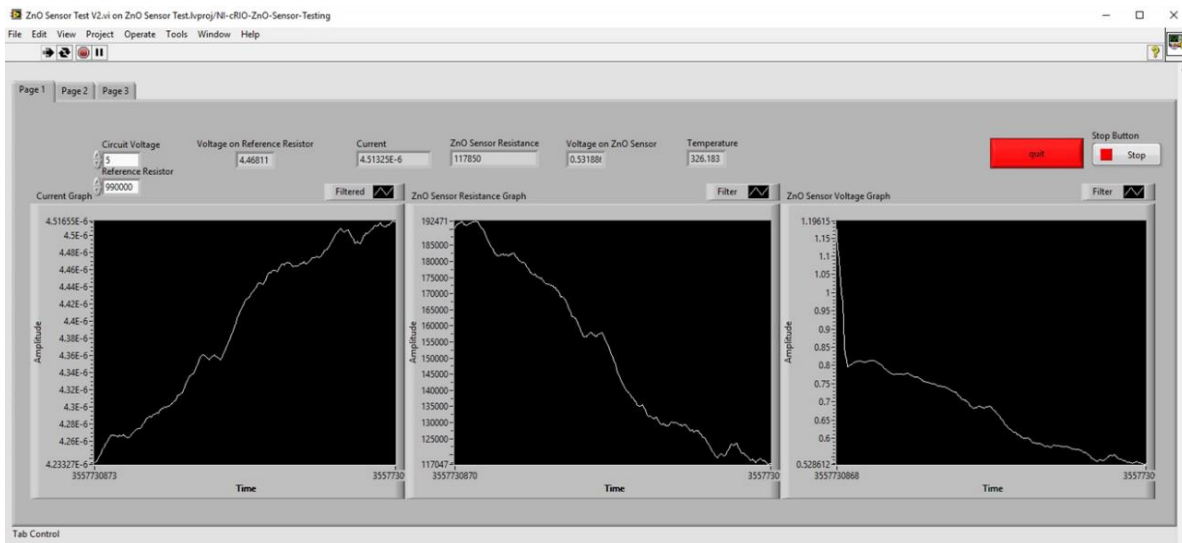 ZnO Sensor Test V2.vi on ZnO Sensor Test.lvproj/NI-cRIO-ZnO-Sensor-Testing
File Edit View Project Operate Tools Window Help
Page 1 Page 2 Page 3
Circuit Voltage
5
Reference Resistor
990000
Voltage on Reference Resistor
4.46811
Current
4.51325E-6
ZnO Sensor Resistance
117850
Voltage on ZnO Sensor
0.53188
Temperature
326.183
quit
Stop Button
Stop
Current Graph
Filtered
4.51655E-6
4.5E-6
4.48E-6
4.46E-6
4.44E-6
4.42E-6
4.4E-6
4.38E-6
4.36E-6
4.34E-6
4.32E-6
4.3E-6
4.28E-6
4.26E-6
4.23327E-6
Amplitude
3557730873
3557730
Time
ZnO Sensor Resistance Graph
Filter
192471
185000
180000
175000
170000
165000
160000
155000
150000
145000
140000
135000
130000
125000
117047
Amplitude
3557730870
3557730
Time
ZnO Sensor Voltage Graph
Filter
1.19615
1.15
1.1
1.05
1
0.95
0.9
0.85
0.8
0.75
0.7
0.65
0.6
0.528612
Amplitude
3557730868
3557730
Time
Tab Control